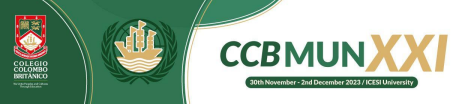 COLEGIO
COLOMBO
BRITÁNICO
CCBMUNXXI
30th November - 2nd December 2023 / ICESI University